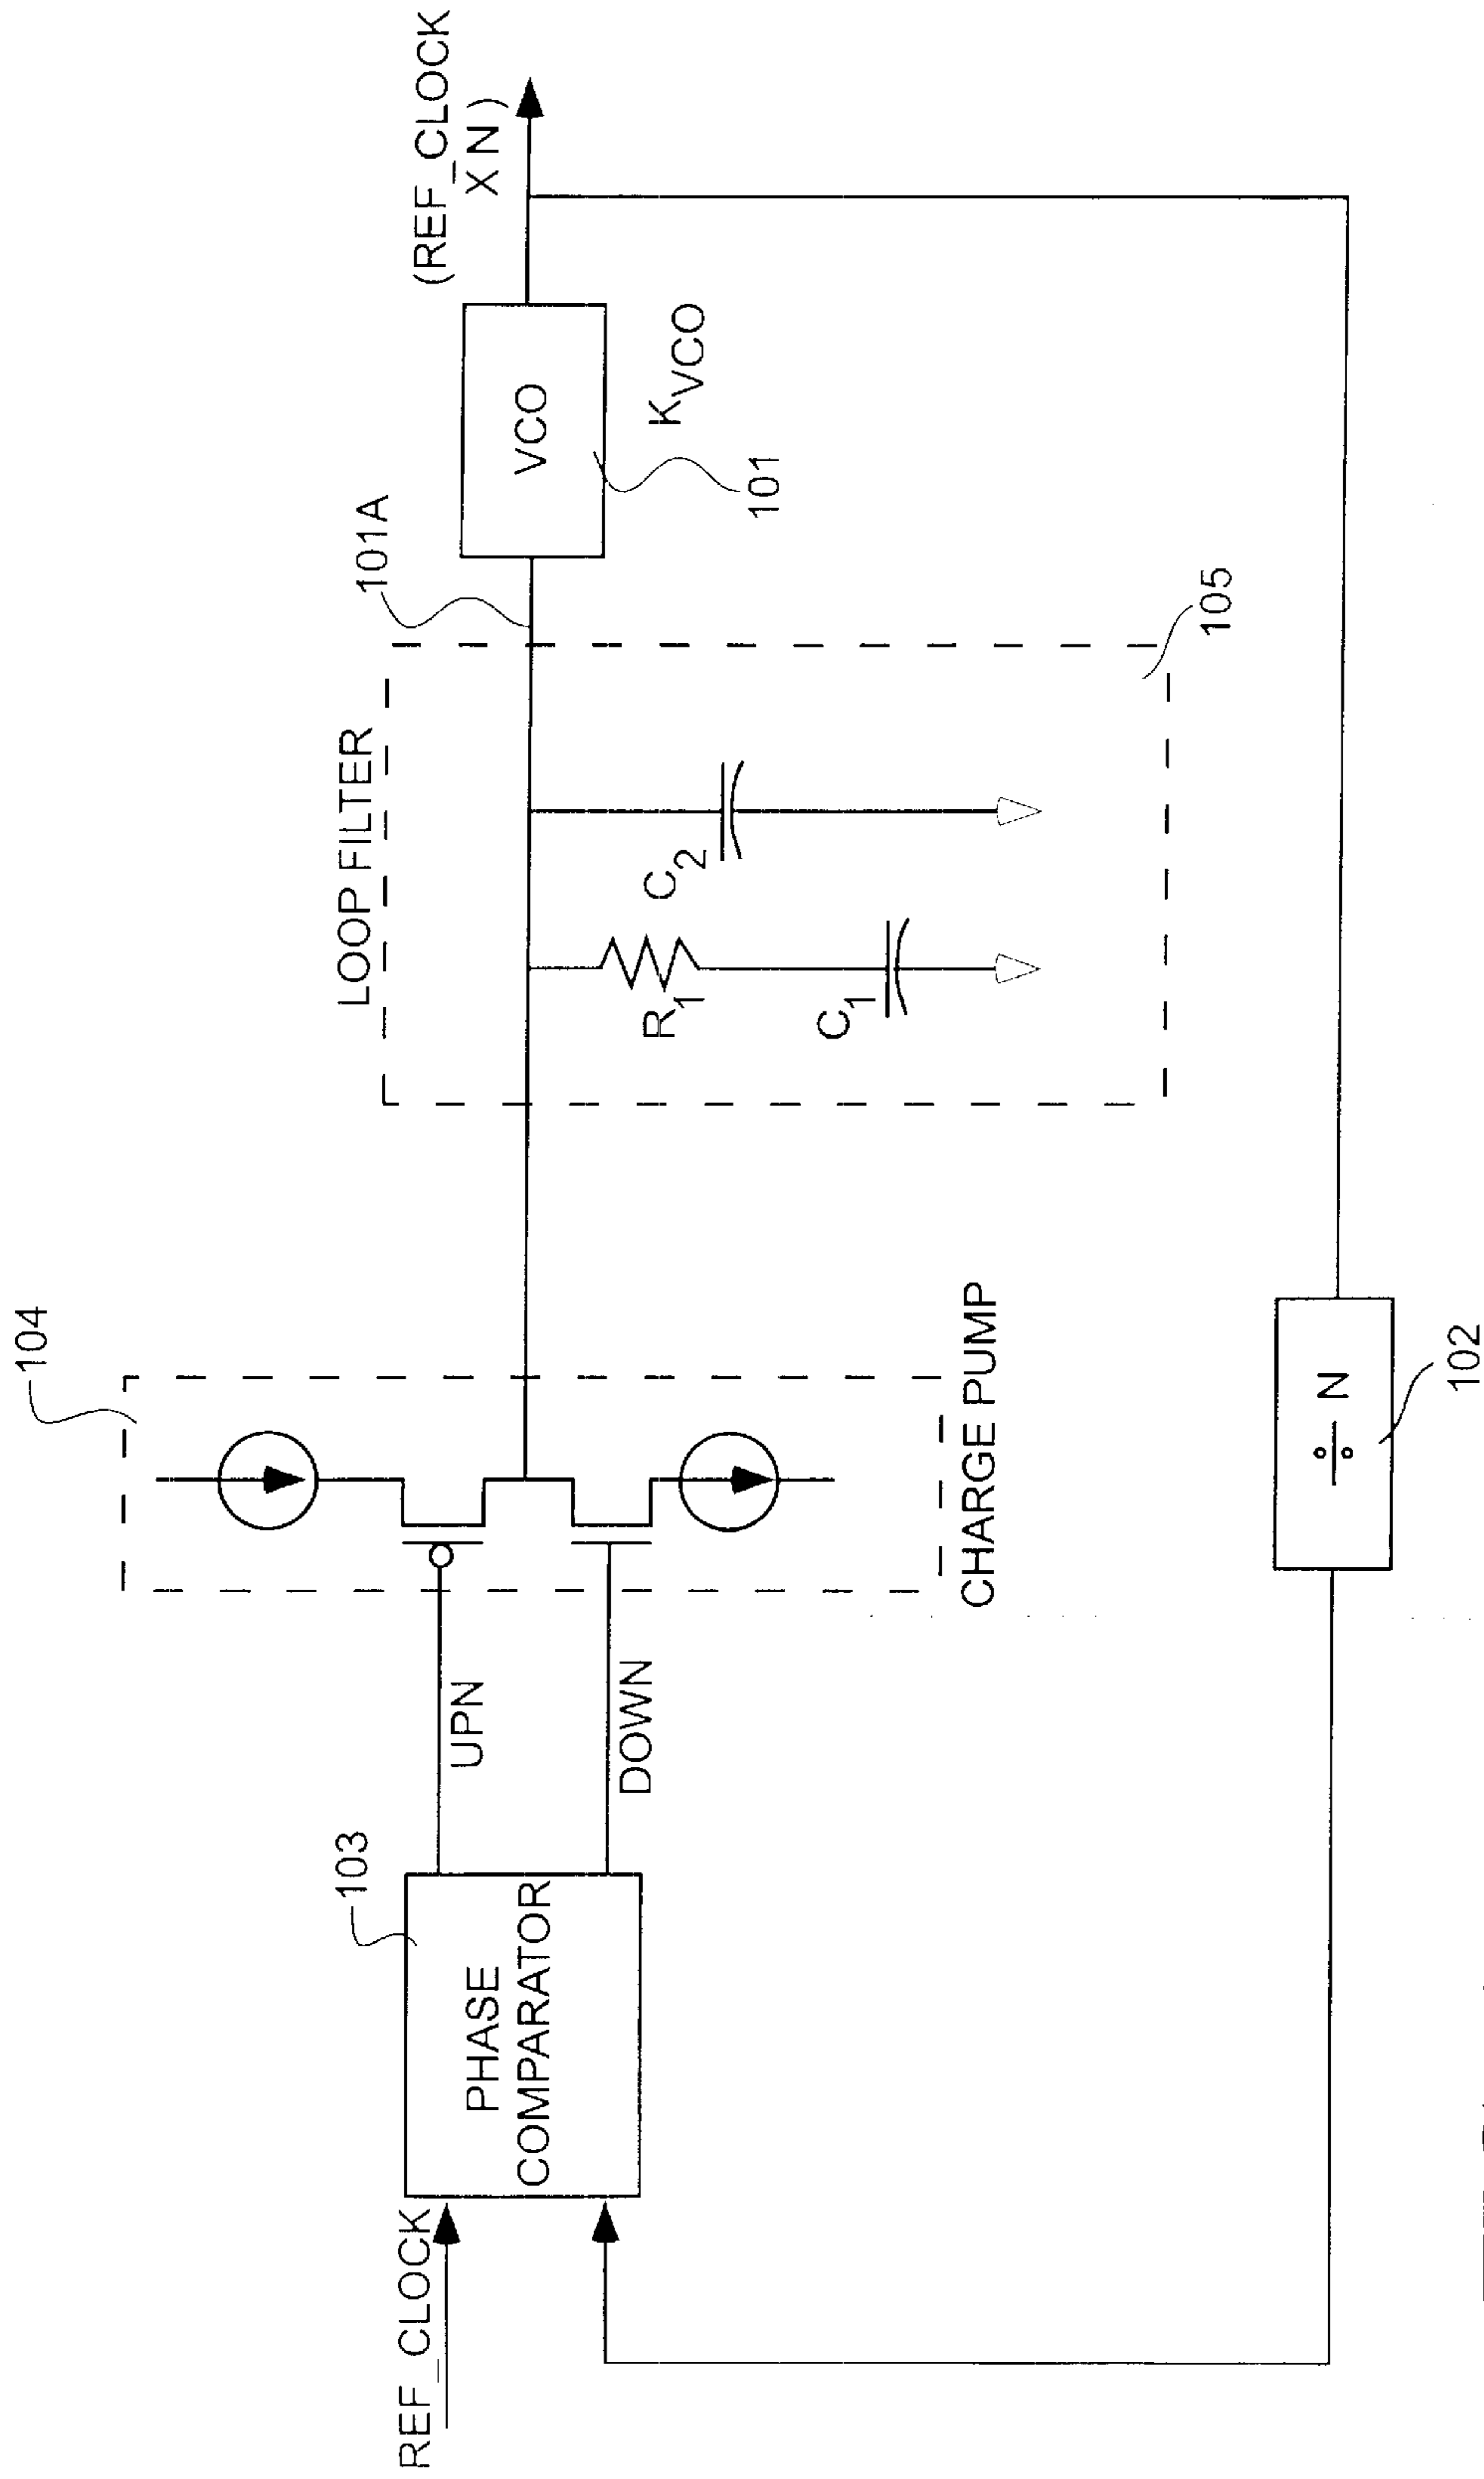 104
LOOP FILTER
101A
(REF_CLOCK
X N )
103
UPN
VCO
REF_CLOCK
PHASE
COMPARATOR
DOWN
R1
C2
KVCO
C1
101
CHARGE PUMP
105
÷ N
102